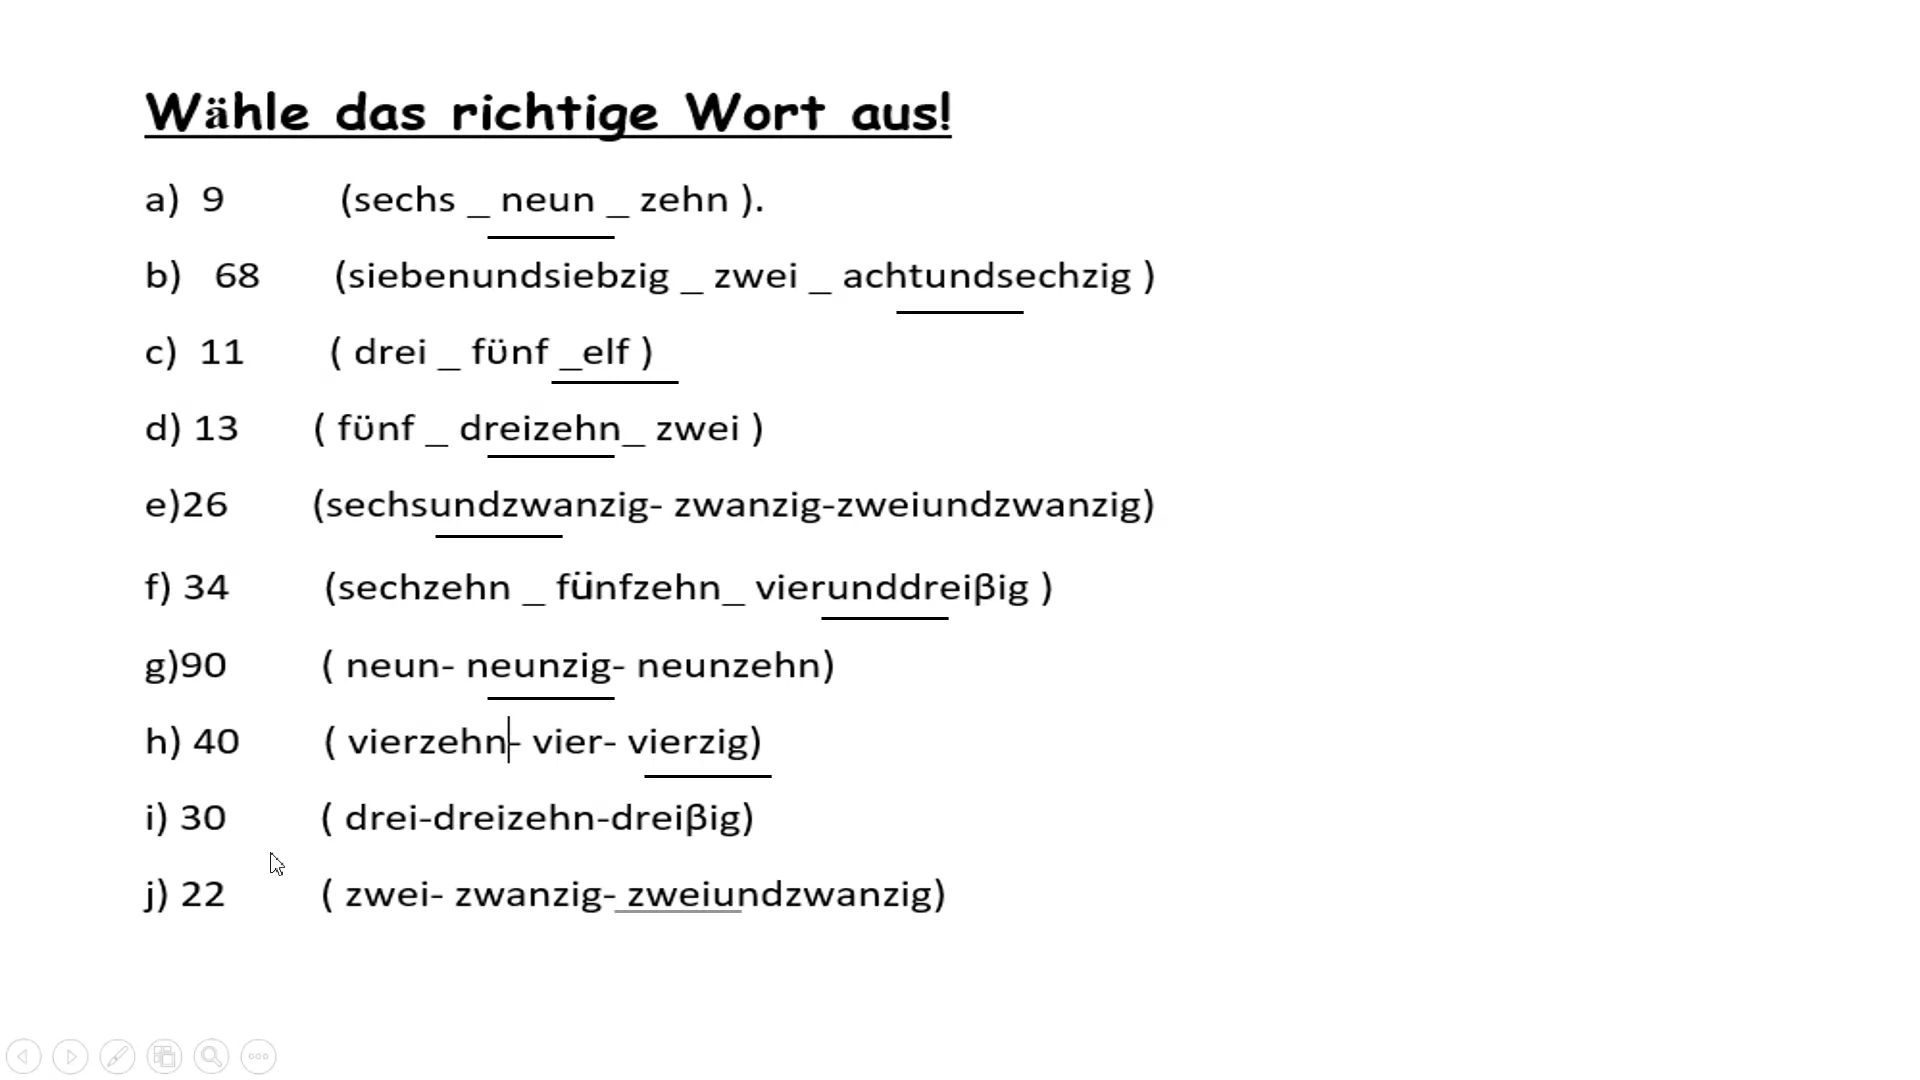 Wähle das richtige Wort aus!
a) 9 (sechs _ neun _ zehn ).
b) 68 (siebenundsiebzig _ zwei _ achtundsechzig )
c) 11 ( drei _ fünf _elf )
d) 13 ( fünf _ dreizehn_ zwei )
e)26 (sechsundzwanzig- zwanzig-zweiundzwanzig)
f) 34 (sechzehn _ fünfzehn_ vierunddreiβig )
g)90 ( neun- neunzig- neunzehn)
h) 40 ( vierzehn- vier- vierzig)
i) 30 ( drei-dreizehn-dreiβig)
j) 22 ( zwei- zwanzig- zweiundzwanzig)